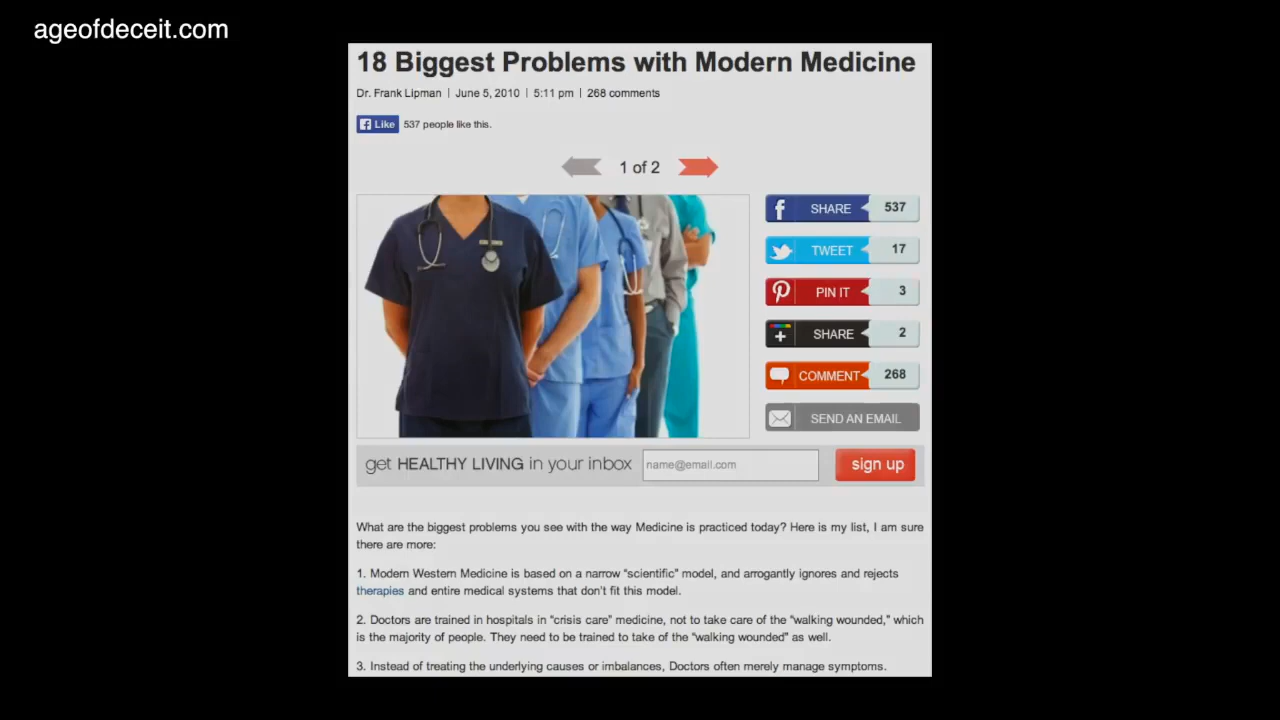 ageofdeceit.com
18 Biggest Problems with Modern Medicine
Dr. Frank Lipman | June 5, 2010 | 5:11 pm | 268 comments
Like 537 people like this.
1 of 2
SHARE 537
TWEET 17
PIN IT 3
SHARE 2
COMMENT 268
SEND AN EMAIL
get HEALTHY LIVING in your inbox name@email.com sign up
What are the biggest problems you see with the way Medicine is practiced today? Here is my list, I am sure
there are more:
1. Modern Western Medicine is based on a narrow “scientific” model, and arrogantly ignores and rejects
therapies and entire medical systems that don’t fit this model.
2. Doctors are trained in hospitals in “crisis care” medicine, not to take care of the “walking wounded,” which
is the majority of people. They need to be trained to take of the “walking wounded” as well.
3. Instead of treating the underlying causes or imbalances, Doctors often merely manage symptoms.